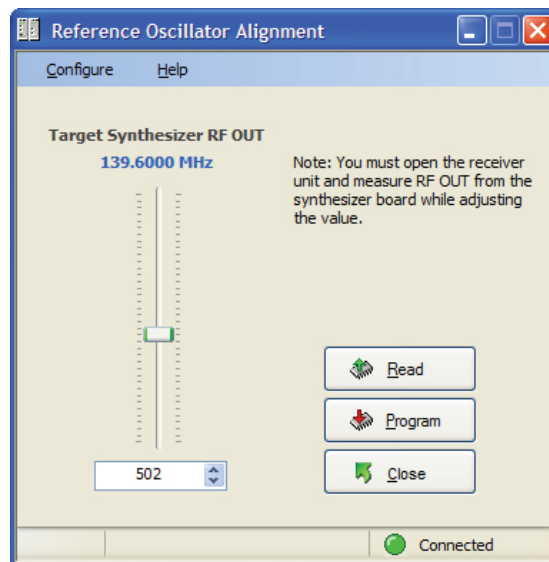 Reference Oscillator Alignment
Configure Help
Target Synthesizer RF OUT
139.6000 MHz
Note: You must open the receiver
unit and measure RF OUT from the
synthesizer board while adjusting
the value.
Read
Program
502
Close
Connected